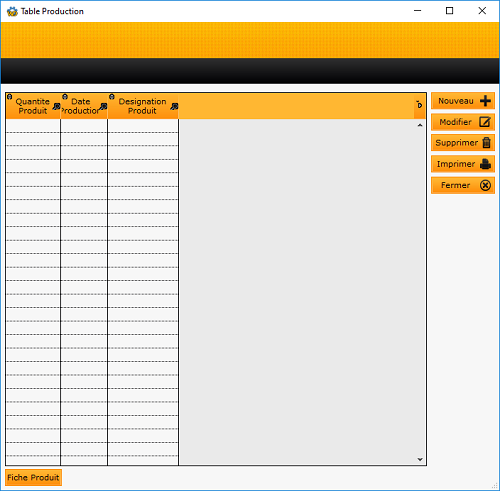 Table Production
Quantite
Produit
Date
Production
Designation
Produit
Nouveau
Modifier
Supprimer
Imprimer
Fermer
Fiche Produit